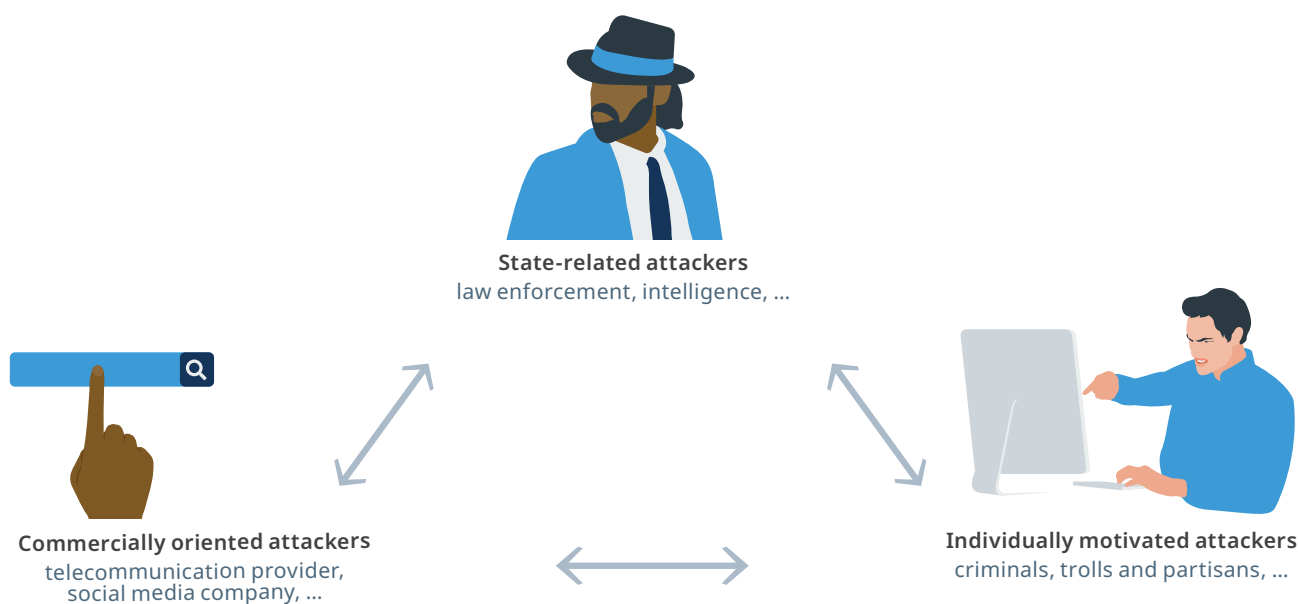 State-related attackers
law enforcement, intelligence, ...
Commercially oriented attackers
telecommunication provider,
social media company, ...
Individually motivated attackers
criminals, trolls and partisans, ...